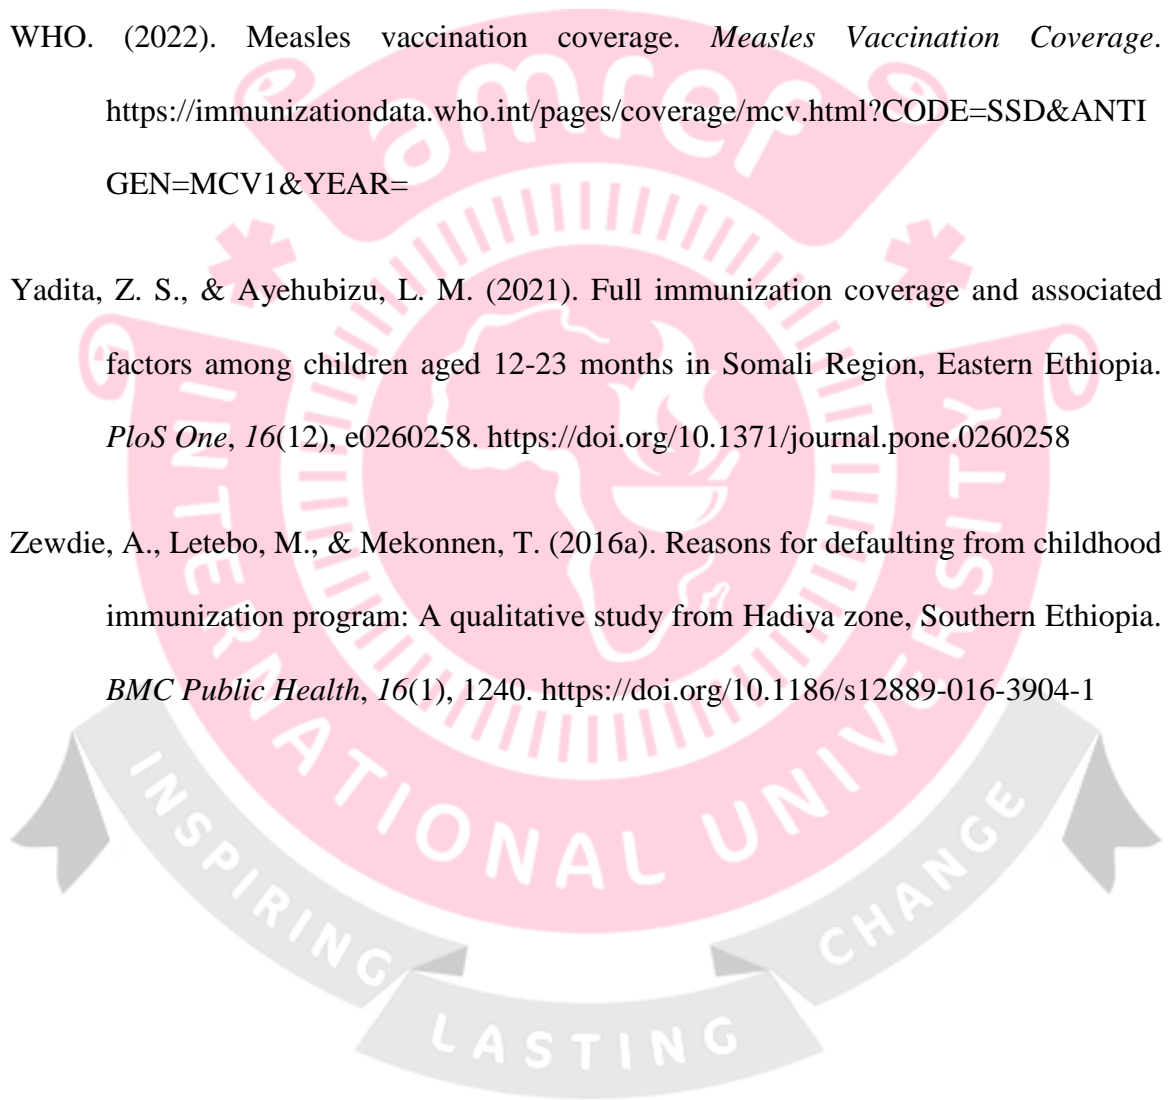 WHO. (2022). Measles vaccination coverage. Measles Vaccination Coverage.
https://immunizationdata.who.int/pages/coverage/mcv.html?CODE=SSD&ANTI
GEN=MCV1&YEAR=
Yadita, Z. S., & Ayehubizu, L. M. (2021). Full immunization coverage and associated
factors among children aged 12-23 months in Somali Region, Eastern Ethiopia.
PloS One, 16(12), e0260258. https://doi.org/10.1371/journal.pone.0260258
Zewdie, A., Letebo, M., & Mekonnen, T. (2016a). Reasons for defaulting from childhood
immunization program: A qualitative study from Hadiya zone, Southern Ethiopia.
BMC Public Health, 16(1), 1240. https://doi.org/10.1186/s12889-016-3904-1
amref
INTERNATIONAL UNIVERSITY
INSPIRING LASTING CHANGE